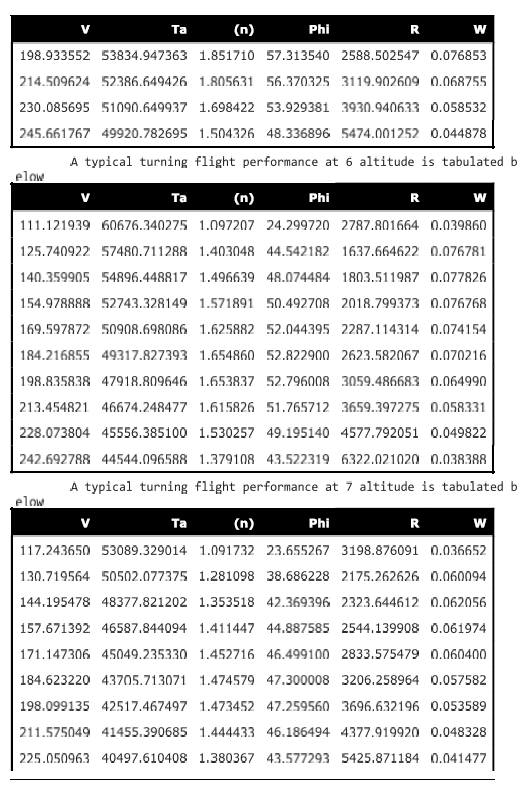 V Ta (n) Phi R W
198.933552 53834.947363 1.851710 57.313540 2588.502547 0.076853
214.509624 52386.649426 1.805631 56.370325 3119.902609 0.068755
230.085695 51090.649937 1.698422 53.929381 3930.940633 0.058532
245.661767 49920.782695 1.504326 48.336896 5474.001252 0.044878
A typical turning flight performance at 6 altitude is tabulated b
elow
V Ta (n) Phi R W
111.121939 60676.340275 1.097207 24.299720 2787.801664 0.039860
125.740922 57480.711288 1.403048 44.542182 1637.664622 0.076781
140.359905 54896.448817 1.496639 48.074484 1803.511987 0.077826
154.978888 52743.328149 1.571891 50.492708 2018.799373 0.076768
169.597872 50908.698086 1.625882 52.044395 2287.114314 0.074154
184.216855 49317.827393 1.654860 52.822900 2623.582067 0.070216
198.835838 47918.809646 1.653837 52.796008 3059.486683 0.064990
213.454821 46674.248477 1.615826 51.765712 3659.397275 0.058331
228.073804 45556.385100 1.530257 49.195140 4577.792051 0.049822
242.692788 44544.096588 1.379108 43.522319 6322.021020 0.038388
A typical turning flight performance at 7 altitude is tabulated b
elow
V Ta (n) Phi R W
117.243650 53089.329014 1.091732 23.655267 3198.876091 0.036652
130.719564 50502.077375 1.281098 38.686228 2175.262626 0.060094
144.195478 48377.821202 1.353518 42.369396 2323.644612 0.062056
157.671392 46587.844094 1.411447 44.887585 2544.139908 0.061974
171.147306 45049.235330 1.452716 46.499100 2833.575479 0.060400
184.623220 43705.713071 1.474579 47.300008 3206.258964 0.057582
198.099135 42517.467497 1.473452 47.259560 3696.632196 0.053589
211.575049 41455.390685 1.444433 46.186494 4377.919920 0.048328
225.050963 40497.610408 1.380367 43.577293 5425.871184 0.041477